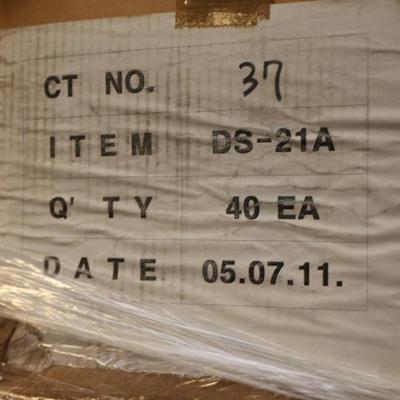 CT NO. 37
ITEM DS-21A
Q'TY 40 EA
DATE 05.07.11.